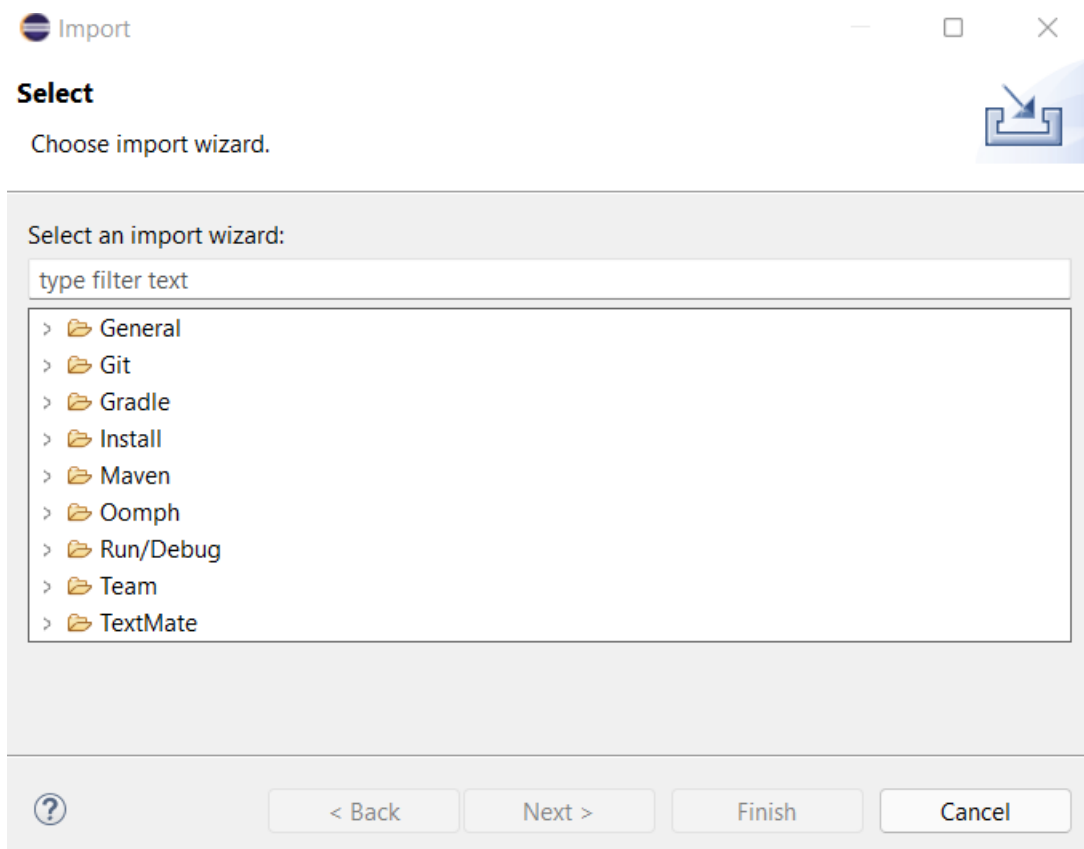 Import
Select
Choose import wizard.
Select an import wizard:
type filter text
General
Git
Gradle
Install
Maven
Oomph
Run/Debug
Team
TextMate
? < Back Next > Finish Cancel